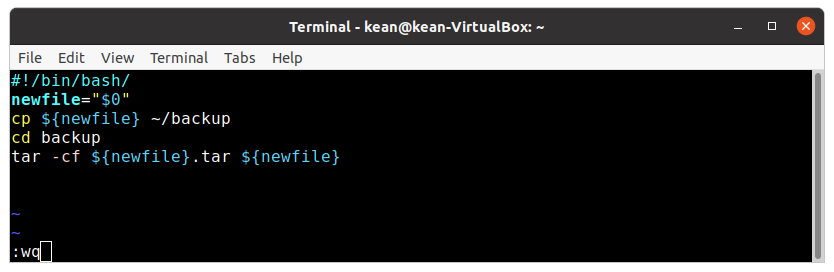 Terminal - kean@kean-VirtualBox: ~
File Edit View Terminal Tabs Help
#!/bin/bash/
newfile="$0"
cp ${newfile} ~/backup
cd backup
tar -cf ${newfile}.tar ${newfile}
~
~
:wq